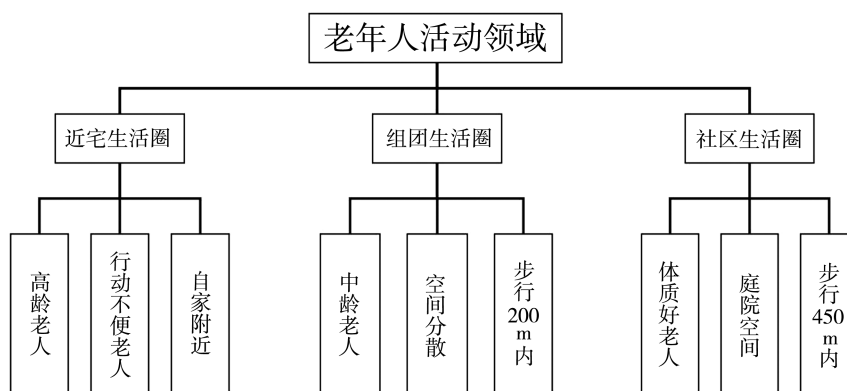 老年人活动领域
近宅生活圈
组团生活圈
社区生活圈
高龄老人
行动不便老人
自家附近
中龄老人
空间分散
步行200m内
体质好老人
庭院空间
步行450m内